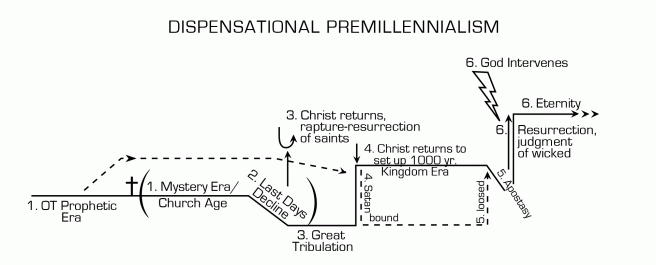 DISPENSATIONAL PREMILLENNIALISM
6. God Intervenes
6. Eternity
3. Christ returns,
rapture-resurrection
of saints
6.
Resurrection,
judgment
of wicked
4. Christ returns to
set up 1000 yr.
Kingdom Era
1. Mystery Era/
Church Age
2. Last Days
Decline
4. Satan
bound
5. loosed
5. Apostasy
1. OT Prophetic
Era
3. Great
Tribulation